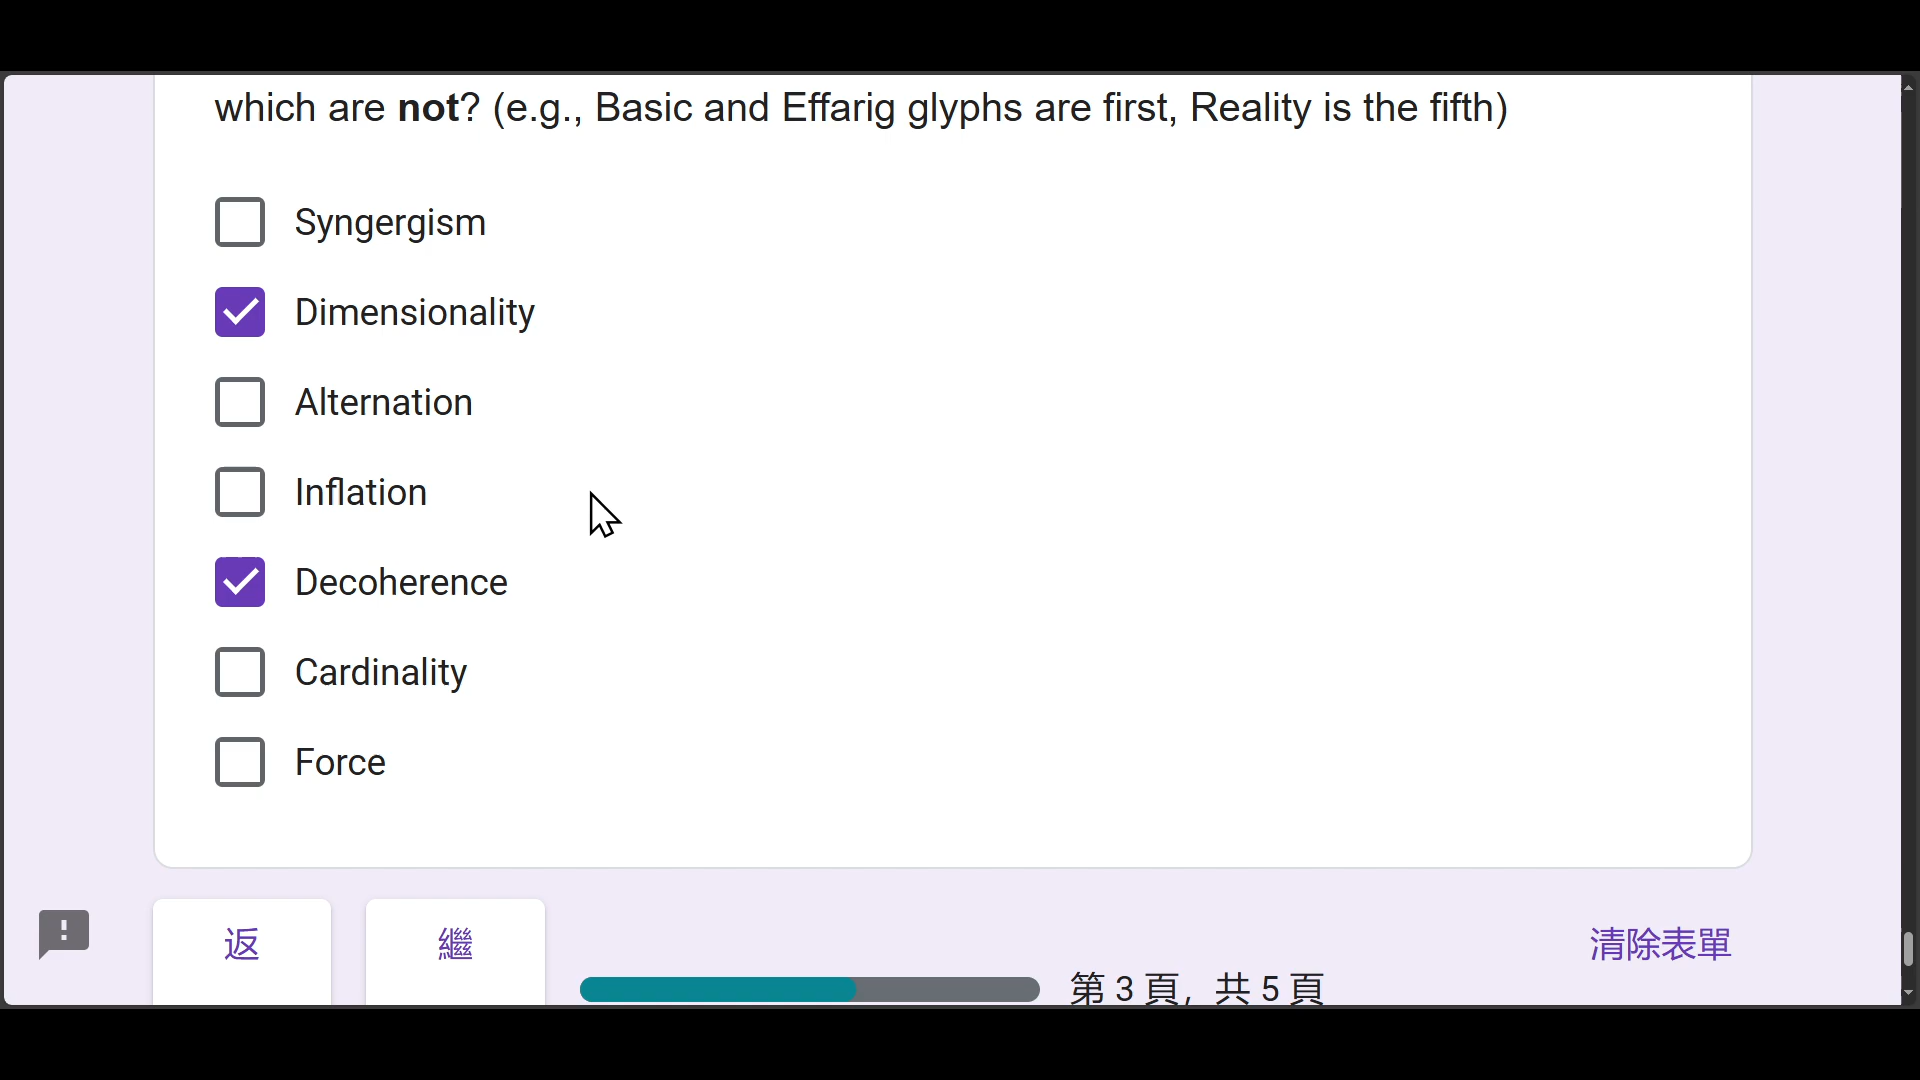 which are not? (e.g., Basic and Effarig glyphs are first, Reality is the fifth)
Syngergism
Dimensionality
Alternation
Inflation
Decoherence
Cardinality
Force
返
繼
清除表單
第 3 頁，共 5 頁